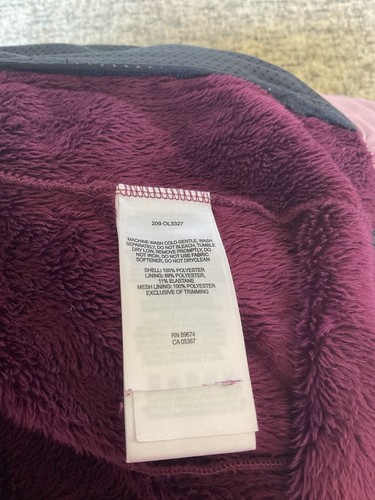 209 OL3327
MACHINE WASH COLD GENTLE, WASH
SEPARATELY, DO NOT BLEACH, TUMBLE
DRY LOW, REMOVE PROMPTLY, DO
NOT IRON, DO NOT USE FABRIC
SOFTENER, DO NOT DRYCLEAN
SHELL: 100% POLYESTER
LINING: 89% POLYESTER,
11% ELASTANE
MESH LINING: 100% POLYESTER
EXCLUSIVE OF TRIMMING
RN 89674
CA 05367